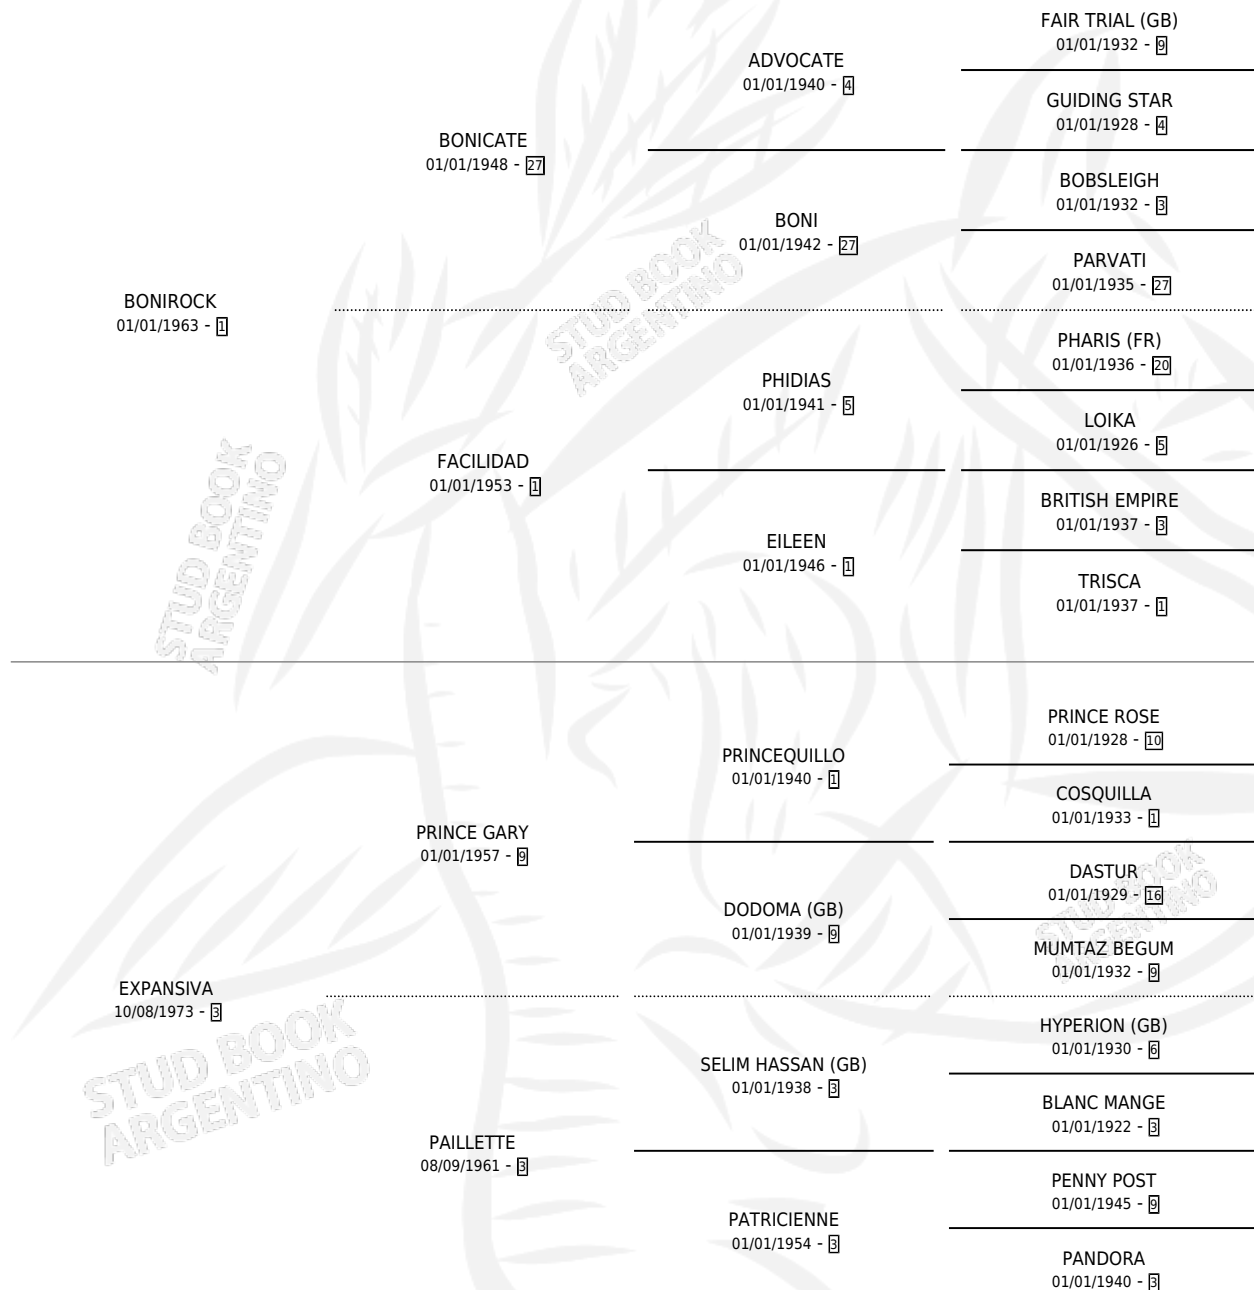 FAIR TRIAL (GB)
01/01/1932 - 9
ADVOCATE
01/01/1940 - 4
GUIDING STAR
01/01/1928 - 4
BONICATE
01/01/1948 - 27
BOBSLEIGH
01/01/1932 - 3
BONI
01/01/1942 - 27
PARVATI
01/01/1935 - 27
BONIROCK
01/01/1963 - 1
PHARIS (FR)
01/01/1936 - 20
PHIDIAS
01/01/1941 - 5
LOIKA
01/01/1926 - 5
FACILIDAD
01/01/1953 - 1
BRITISH EMPIRE
01/01/1937 - 3
EILEEN
01/01/1946 - 1
TRISCA
01/01/1937 - 1
PRINCE ROSE
01/01/1928 - 10
PRINCEQUILLO
01/01/1940 - 1
COSQUILLA
01/01/1933 - 1
PRINCE GARY
01/01/1957 - 9
DASTUR
01/01/1929 - 16
DODOMA (GB)
01/01/1939 - 9
MUMTAZ BEGUM
01/01/1932 - 9
EXPANSIVA
10/08/1973 - 3
HYPERION (GB)
01/01/1930 - 6
SELIM HASSAN (GB)
01/01/1938 - 3
BLANC MANGE
01/01/1922 - 3
PAILLETTE
08/09/1961 - 3
PENNY POST
01/01/1945 - 9
PATRICIENNE
01/01/1954 - 3
PANDORA
01/01/1940 - 3
STUD BOOK
ARGENTINO
STUD BOOK
ARGENTINO
STUD BOOK
ARGENTINO
STUD BOOK
ARGENTINO